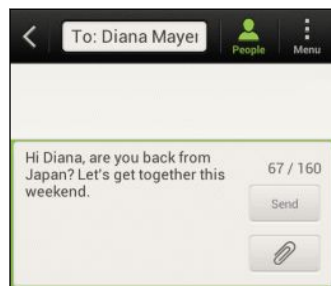 To: Diana Mayer
People
Menu
Hi Diana, are you back from
Japan? Let's get together this
weekend.
67 / 160
Send